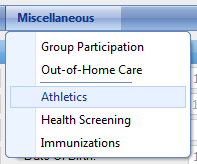 Miscellaneous
Group Participation
Out-of-Home Care
Athletics
Health Screening
Immunizations